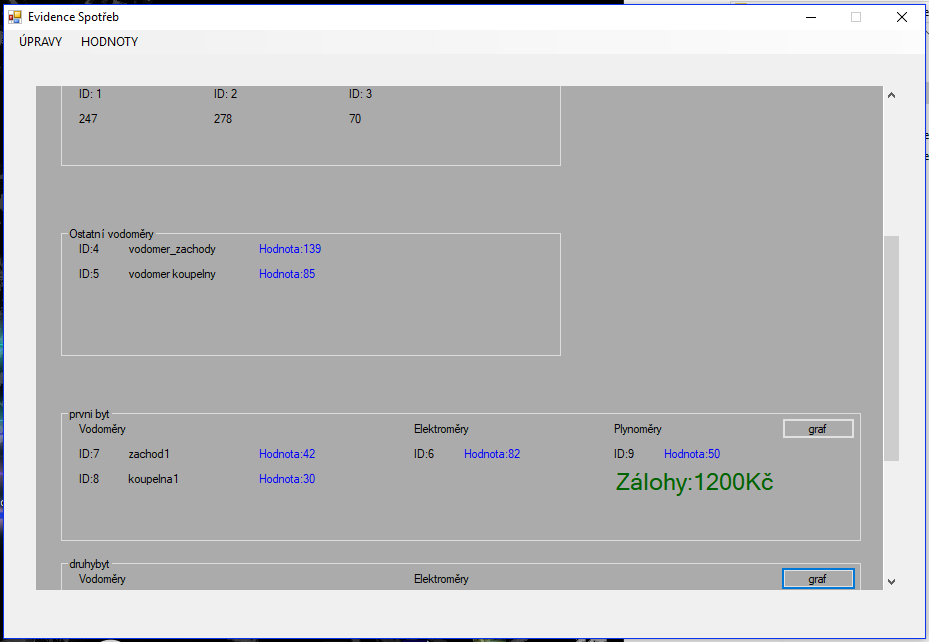 Evidence Spotřeb
ÚPRAVY HODNOTY
ID: 1 ID: 2 ID: 3
247 278 70
Ostatní vodoměry
ID:4 vodomer_zachody Hodnota:139
ID:5 vodomer koupelny Hodnota:85
prvni byt
Vodoměry Elektroměry Plynoměry graf
ID:7 zachod1 Hodnota:42 ID:6 Hodnota:82 ID:9 Hodnota:50
ID:8 koupelna1 Hodnota:30 Zálohy:1200Kč
druhybyt
Vodoměry Elektroměry graf